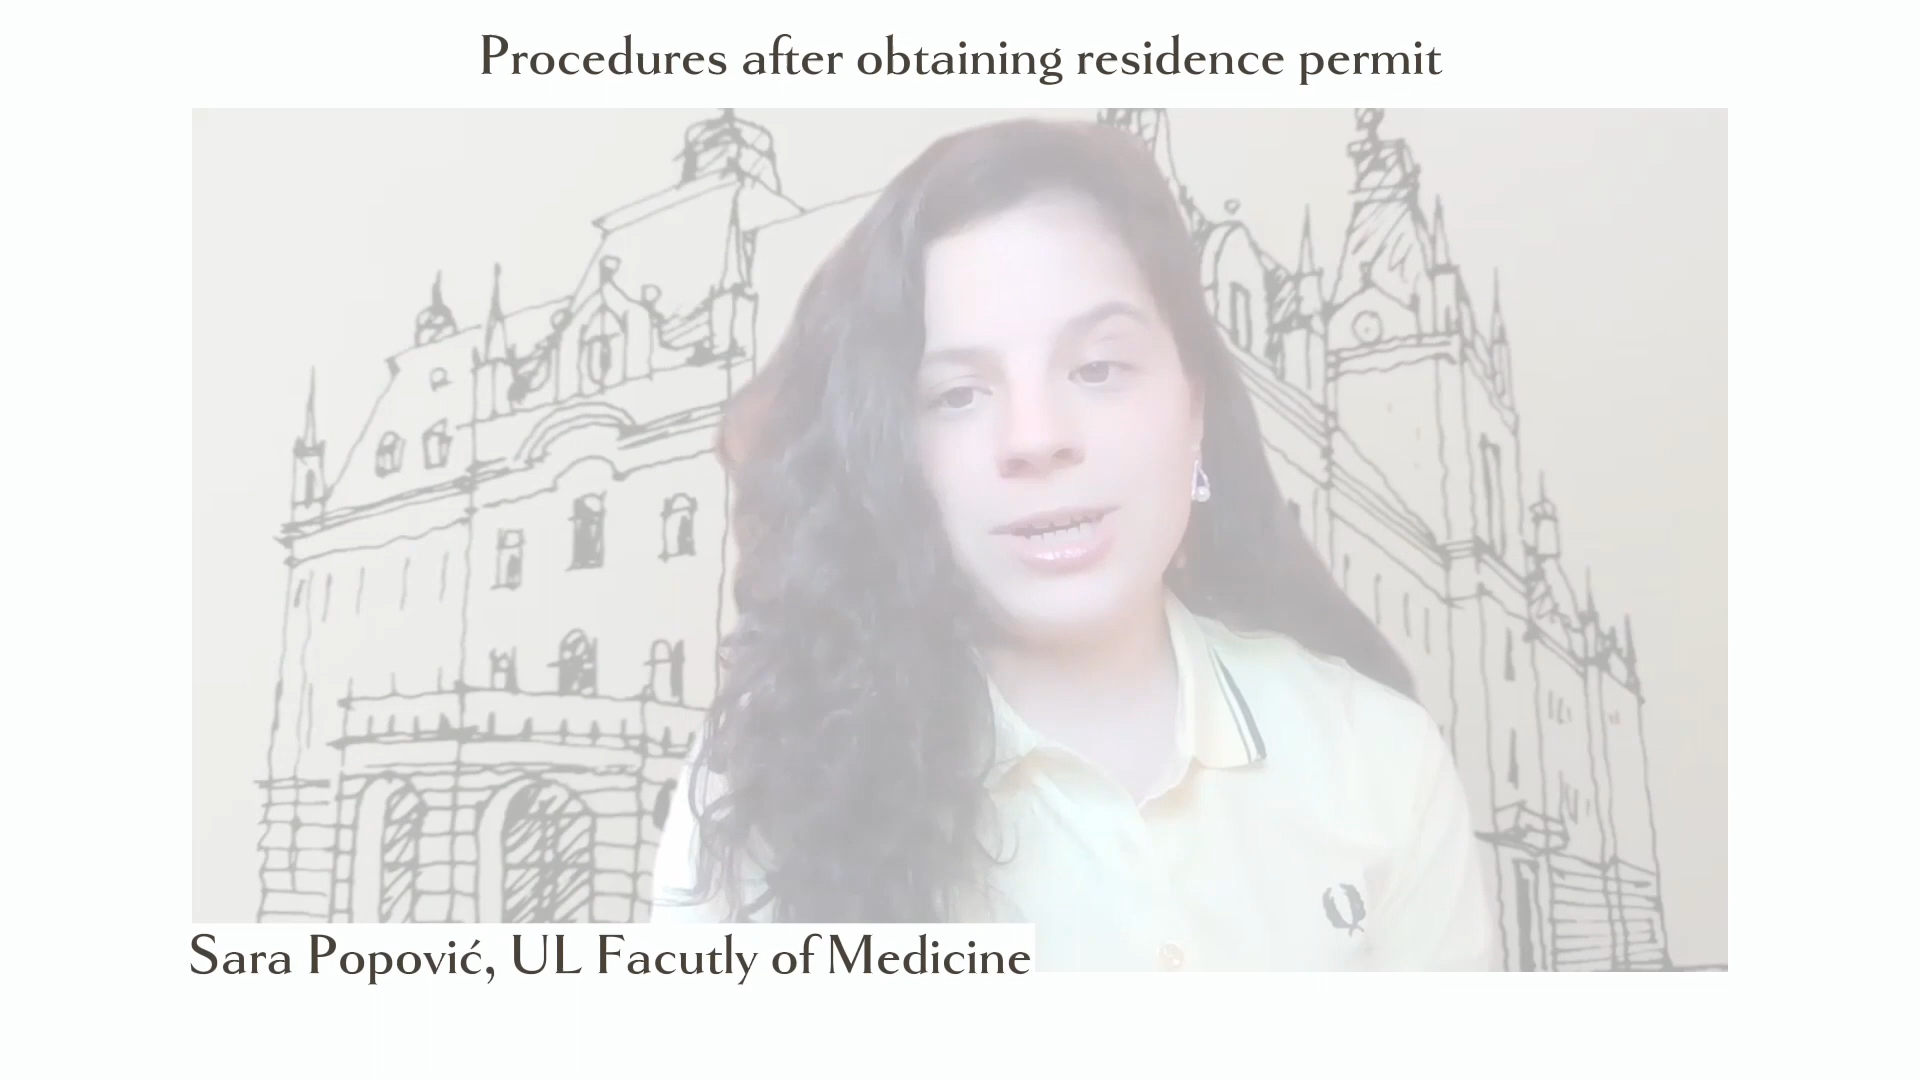 Procedures after obtaining residence permit
Sara Popović, UL Facutly of Medicine